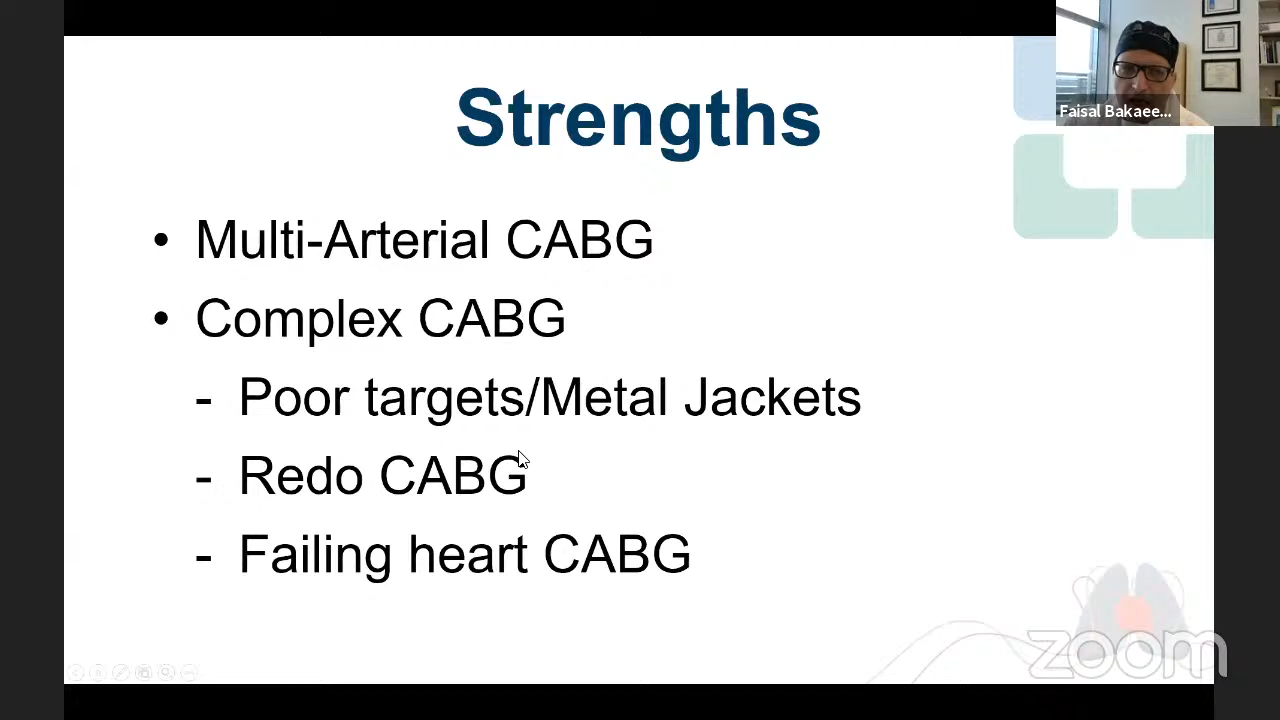 Strengths
Faisal Bakaee...
• Multi-Arterial CABG
• Complex CABG
- Poor targets/Metal Jackets
- Redo CABG
- Failing heart CABG
zoom